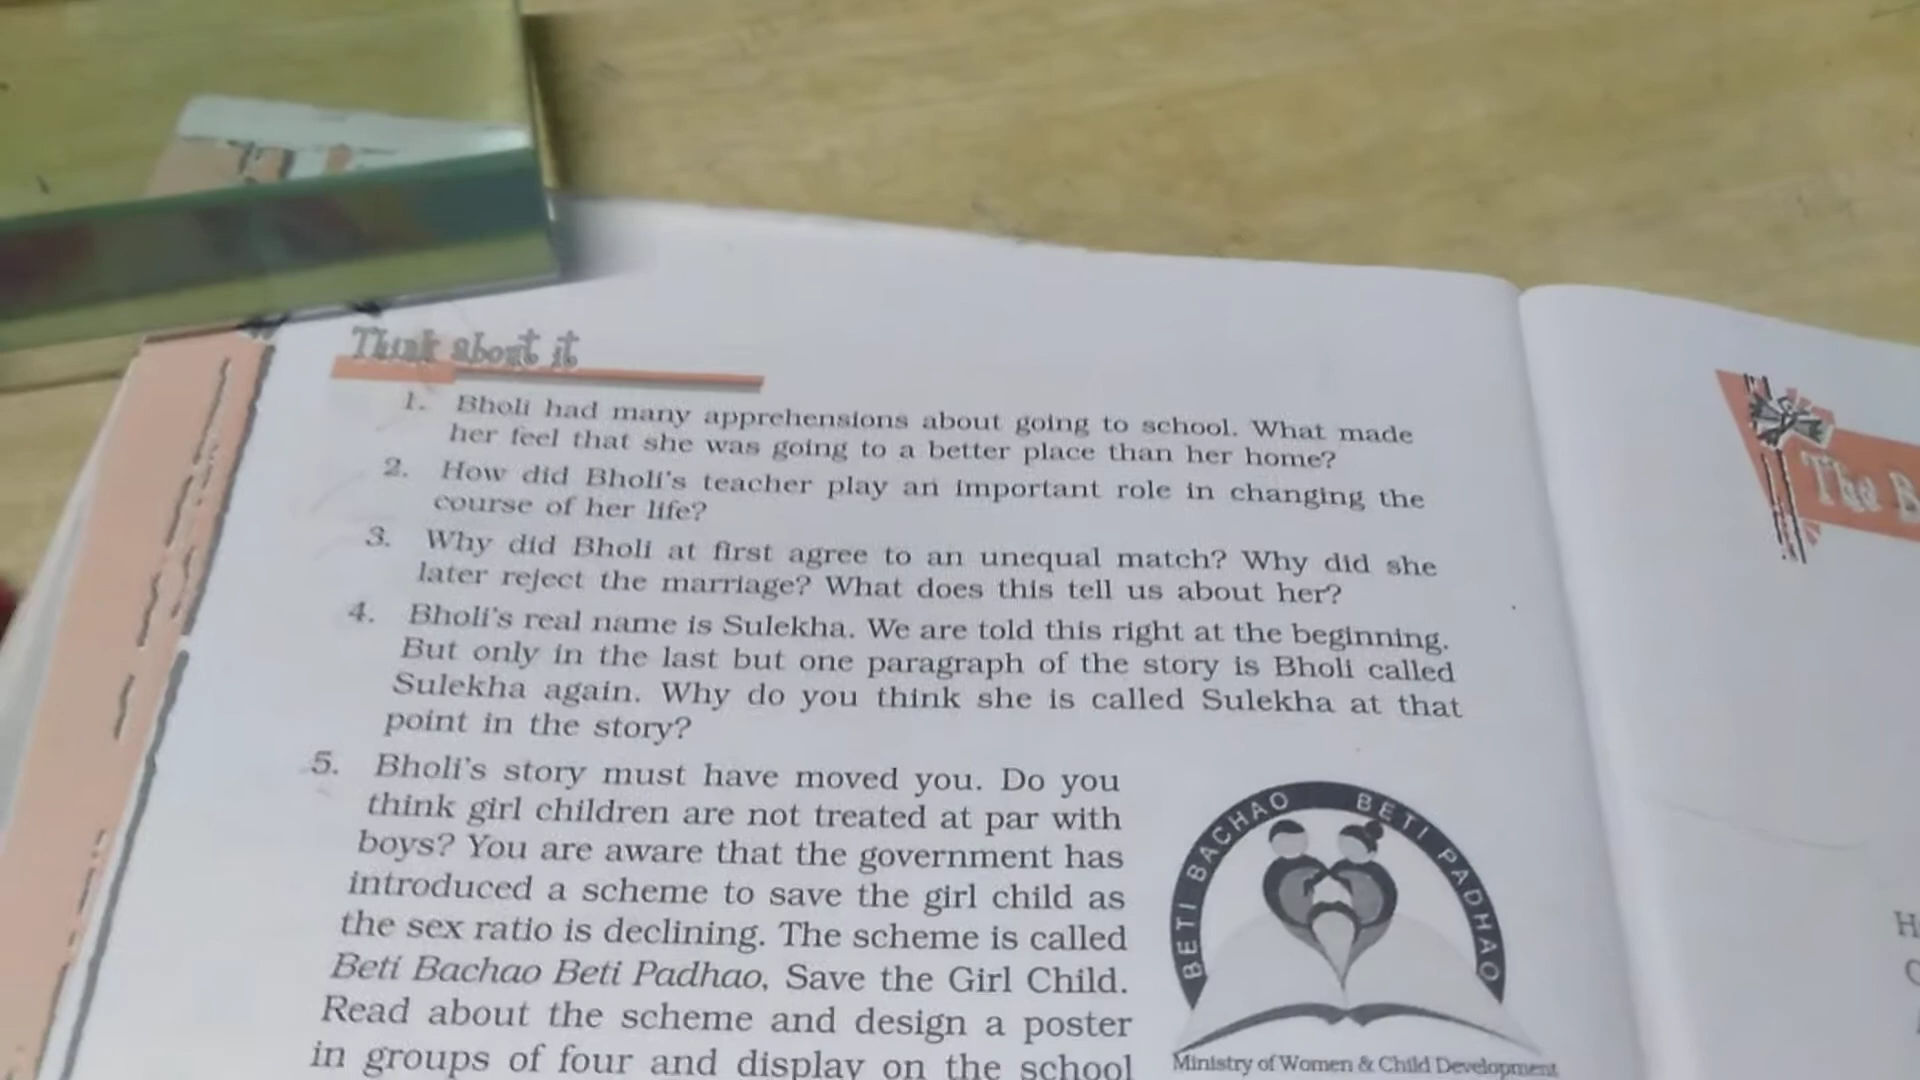 Think about it
1. Bholi had many apprehensions about going to school. What made
her feel that she was going to a better place than her home?
2. How did Bholi's teacher play an important role in changing the
course of her life?
3. Why did Bholi at first agree to an unequal match? Why did she
later reject the marriage? What does this tell us about her?
4. Bholi's real name is Sulekha. We are told this right at the beginning.
But only in the last but one paragraph of the story is Bholi called
Sulekha again. Why do you think she is called Sulekha at that
point in the story?
5. Bholi's story must have moved you. Do you
think girl children are not treated at par with
boys? You are aware that the government has
introduced a scheme to save the girl child as
the sex ratio is declining. The scheme is called
Beti Bachao Beti Padhao, Save the Girl Child.
Read about the scheme and design a poster
in groups of four and display on the school
BETI BACHAO BETI PADHAO
Ministry of Women & Child Development
The B